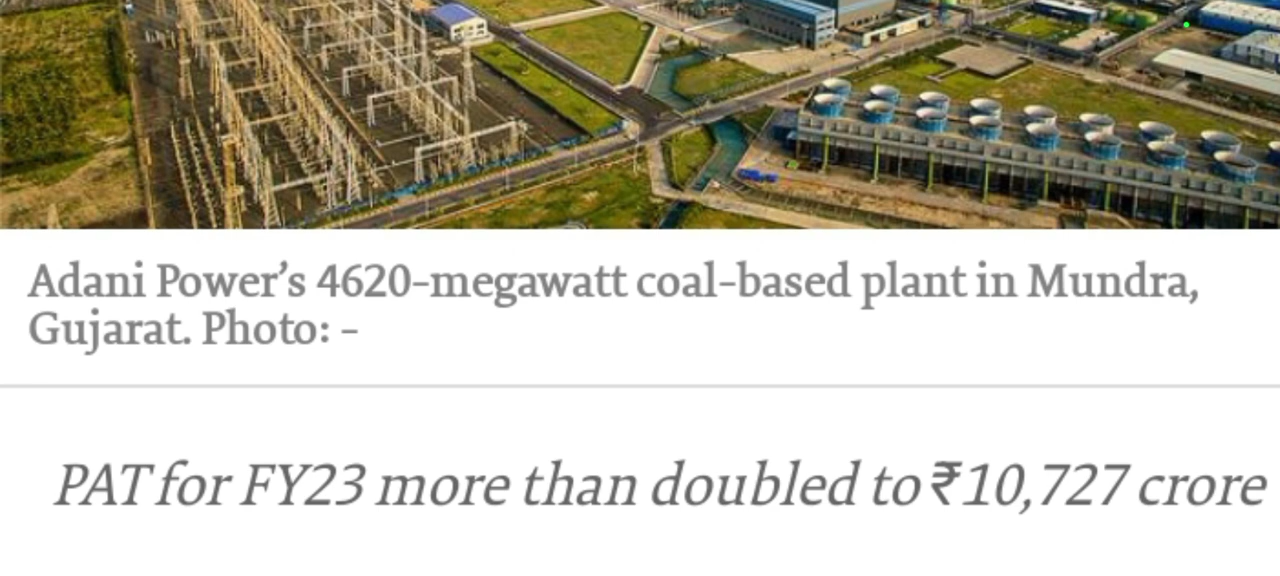 Adani Power’s 4620-megawatt coal-based plant in Mundra,
Gujarat. Photo: -
PAT for FY23 more than doubled to ₹10,727 crore